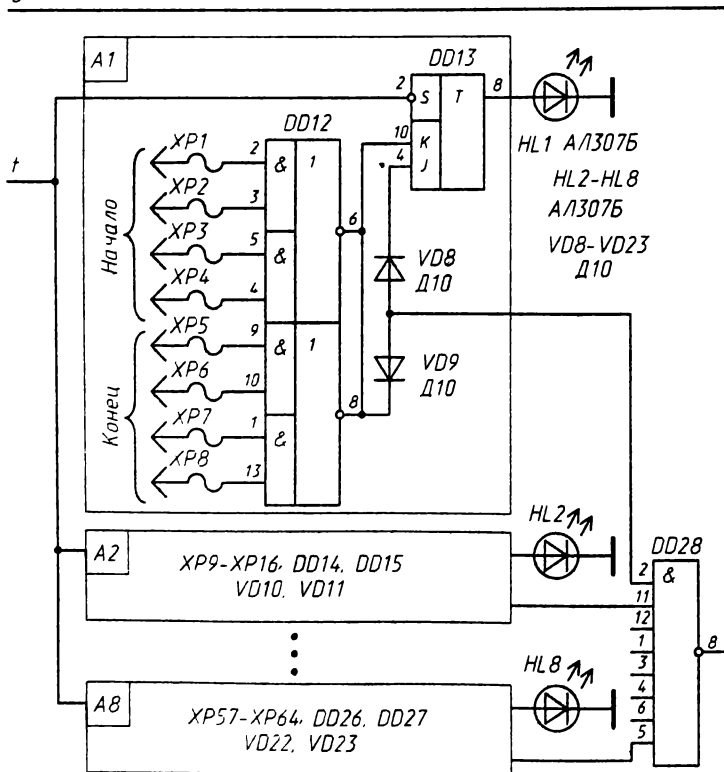 A1
DD13
2
S
T
8
10
K
4
J
HL1 АЛ307Б
HL2-HL8
АЛ307Б
VD8-VD23
Д10
t
DD12
Начало
XP1
2
&
1
XP2
3
XP3
5
&
6
XP4
4
VD8
Д10
Конец
XP5
9
&
1
XP6
10
VD9
Д10
XP7
1
&
8
XP8
13
A2
XP9-XP16, DD14, DD15
VD10, VD11
HL2
DD28
2
&
11
12
1
3
4
6
5
8
A8
XP57-XP64, DD26, DD27
VD22, VD23
HL8